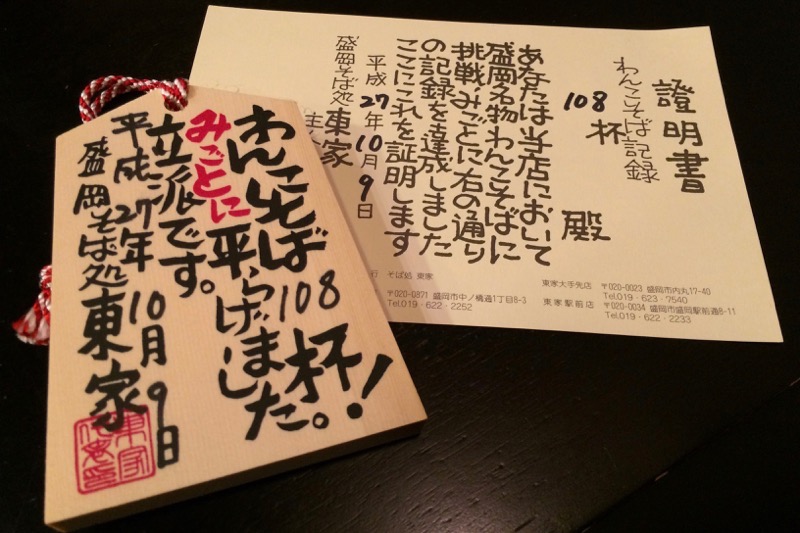 わんこそば108杯！
みごとに平らげました。
立派です。
平成27年10月9日
盛岡そば処東家
證明書
わんこそば記録
108杯
殿
あなたは当店において
盛岡名物わんこそばに
挑戦みごとに右の通り
の記録を達成しました
ここにこれを証明します
平成27年10月9日
盛岡そば処東家
行 そば処 東家
〒020-0871 盛岡市中ノ橋通1丁目8-3
Tel.019・622・2252
東家大手先店 〒020-0023 盛岡市内丸17-40
Tel.019・623・7540
東家駅前店 〒020-0034 盛岡市盛岡駅前通8-11
Tel.019・622・2233